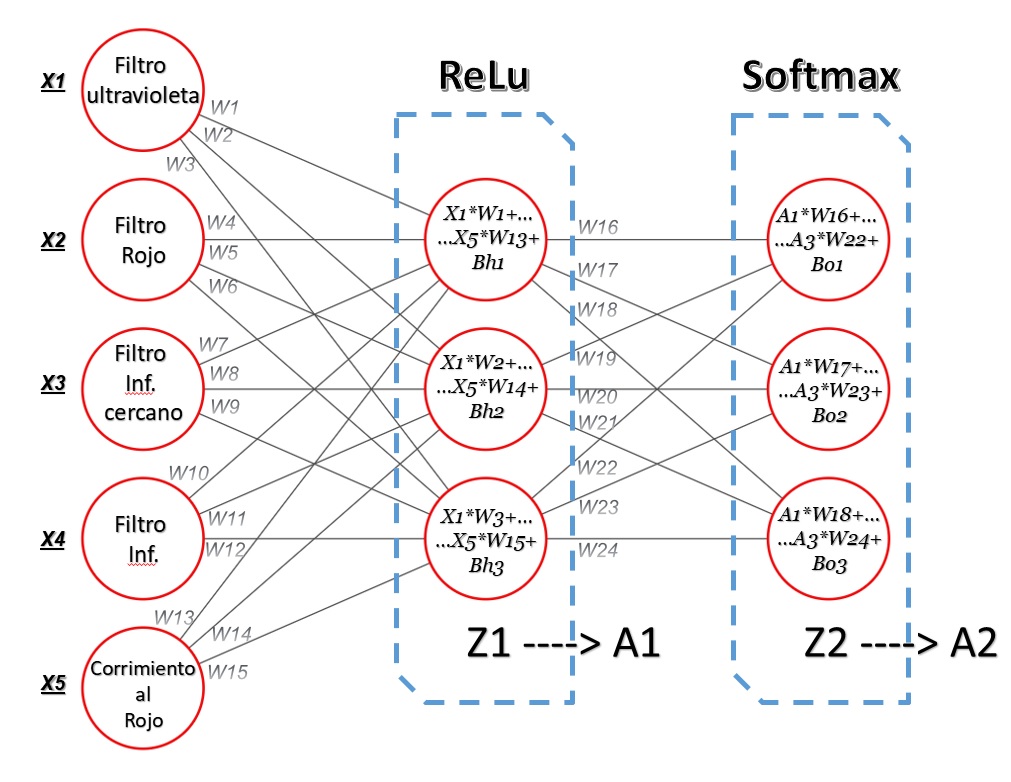 ReLu
Softmax
X1
Filtro
ultravioleta
W1
W2
W3
X2
Filtro
Rojo
W4
W5
W6
X3
Filtro
Inf.
cercano
W7
W8
W9
X4
Filtro
Inf.
W10
W11
W12
X5
Corrimiento
al
Rojo
W13
W14
W15
X1*W1+...
...X5*W13+
Bh1
X1*W2+...
...X5*W14+
Bh2
X1*W3+...
...X5*W15+
Bh3
W16
W17
W18
W19
W20
W21
W22
W23
W24
A1*W16+...
...A3*W22+
Bo1
A1*W17+...
...A3*W23+
Bo2
A1*W18+...
...A3*W24+
Bo3
Z1 ----> A1
Z2 ----> A2